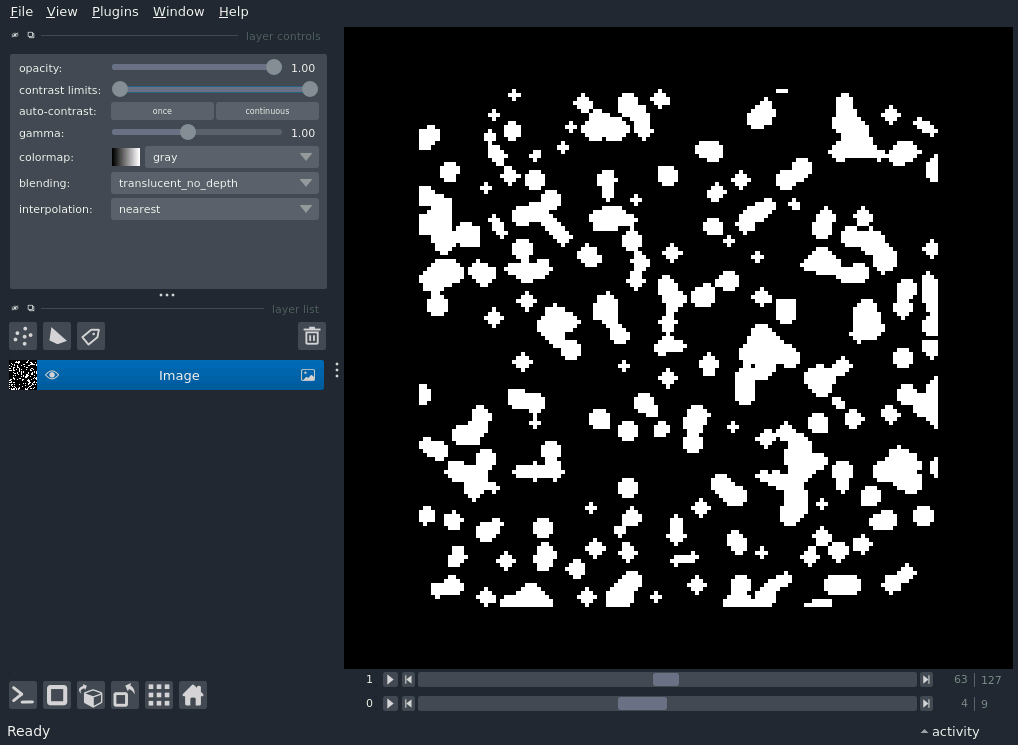 File View Plugins Window Help
layer controls
opacity: 1.00
contrast limits:
auto-contrast: once continuous
gamma: 1.00
colormap: gray
blending: translucent_no_depth
interpolation: nearest
layer list
Image
1 63 127
0 4 9
Ready activity